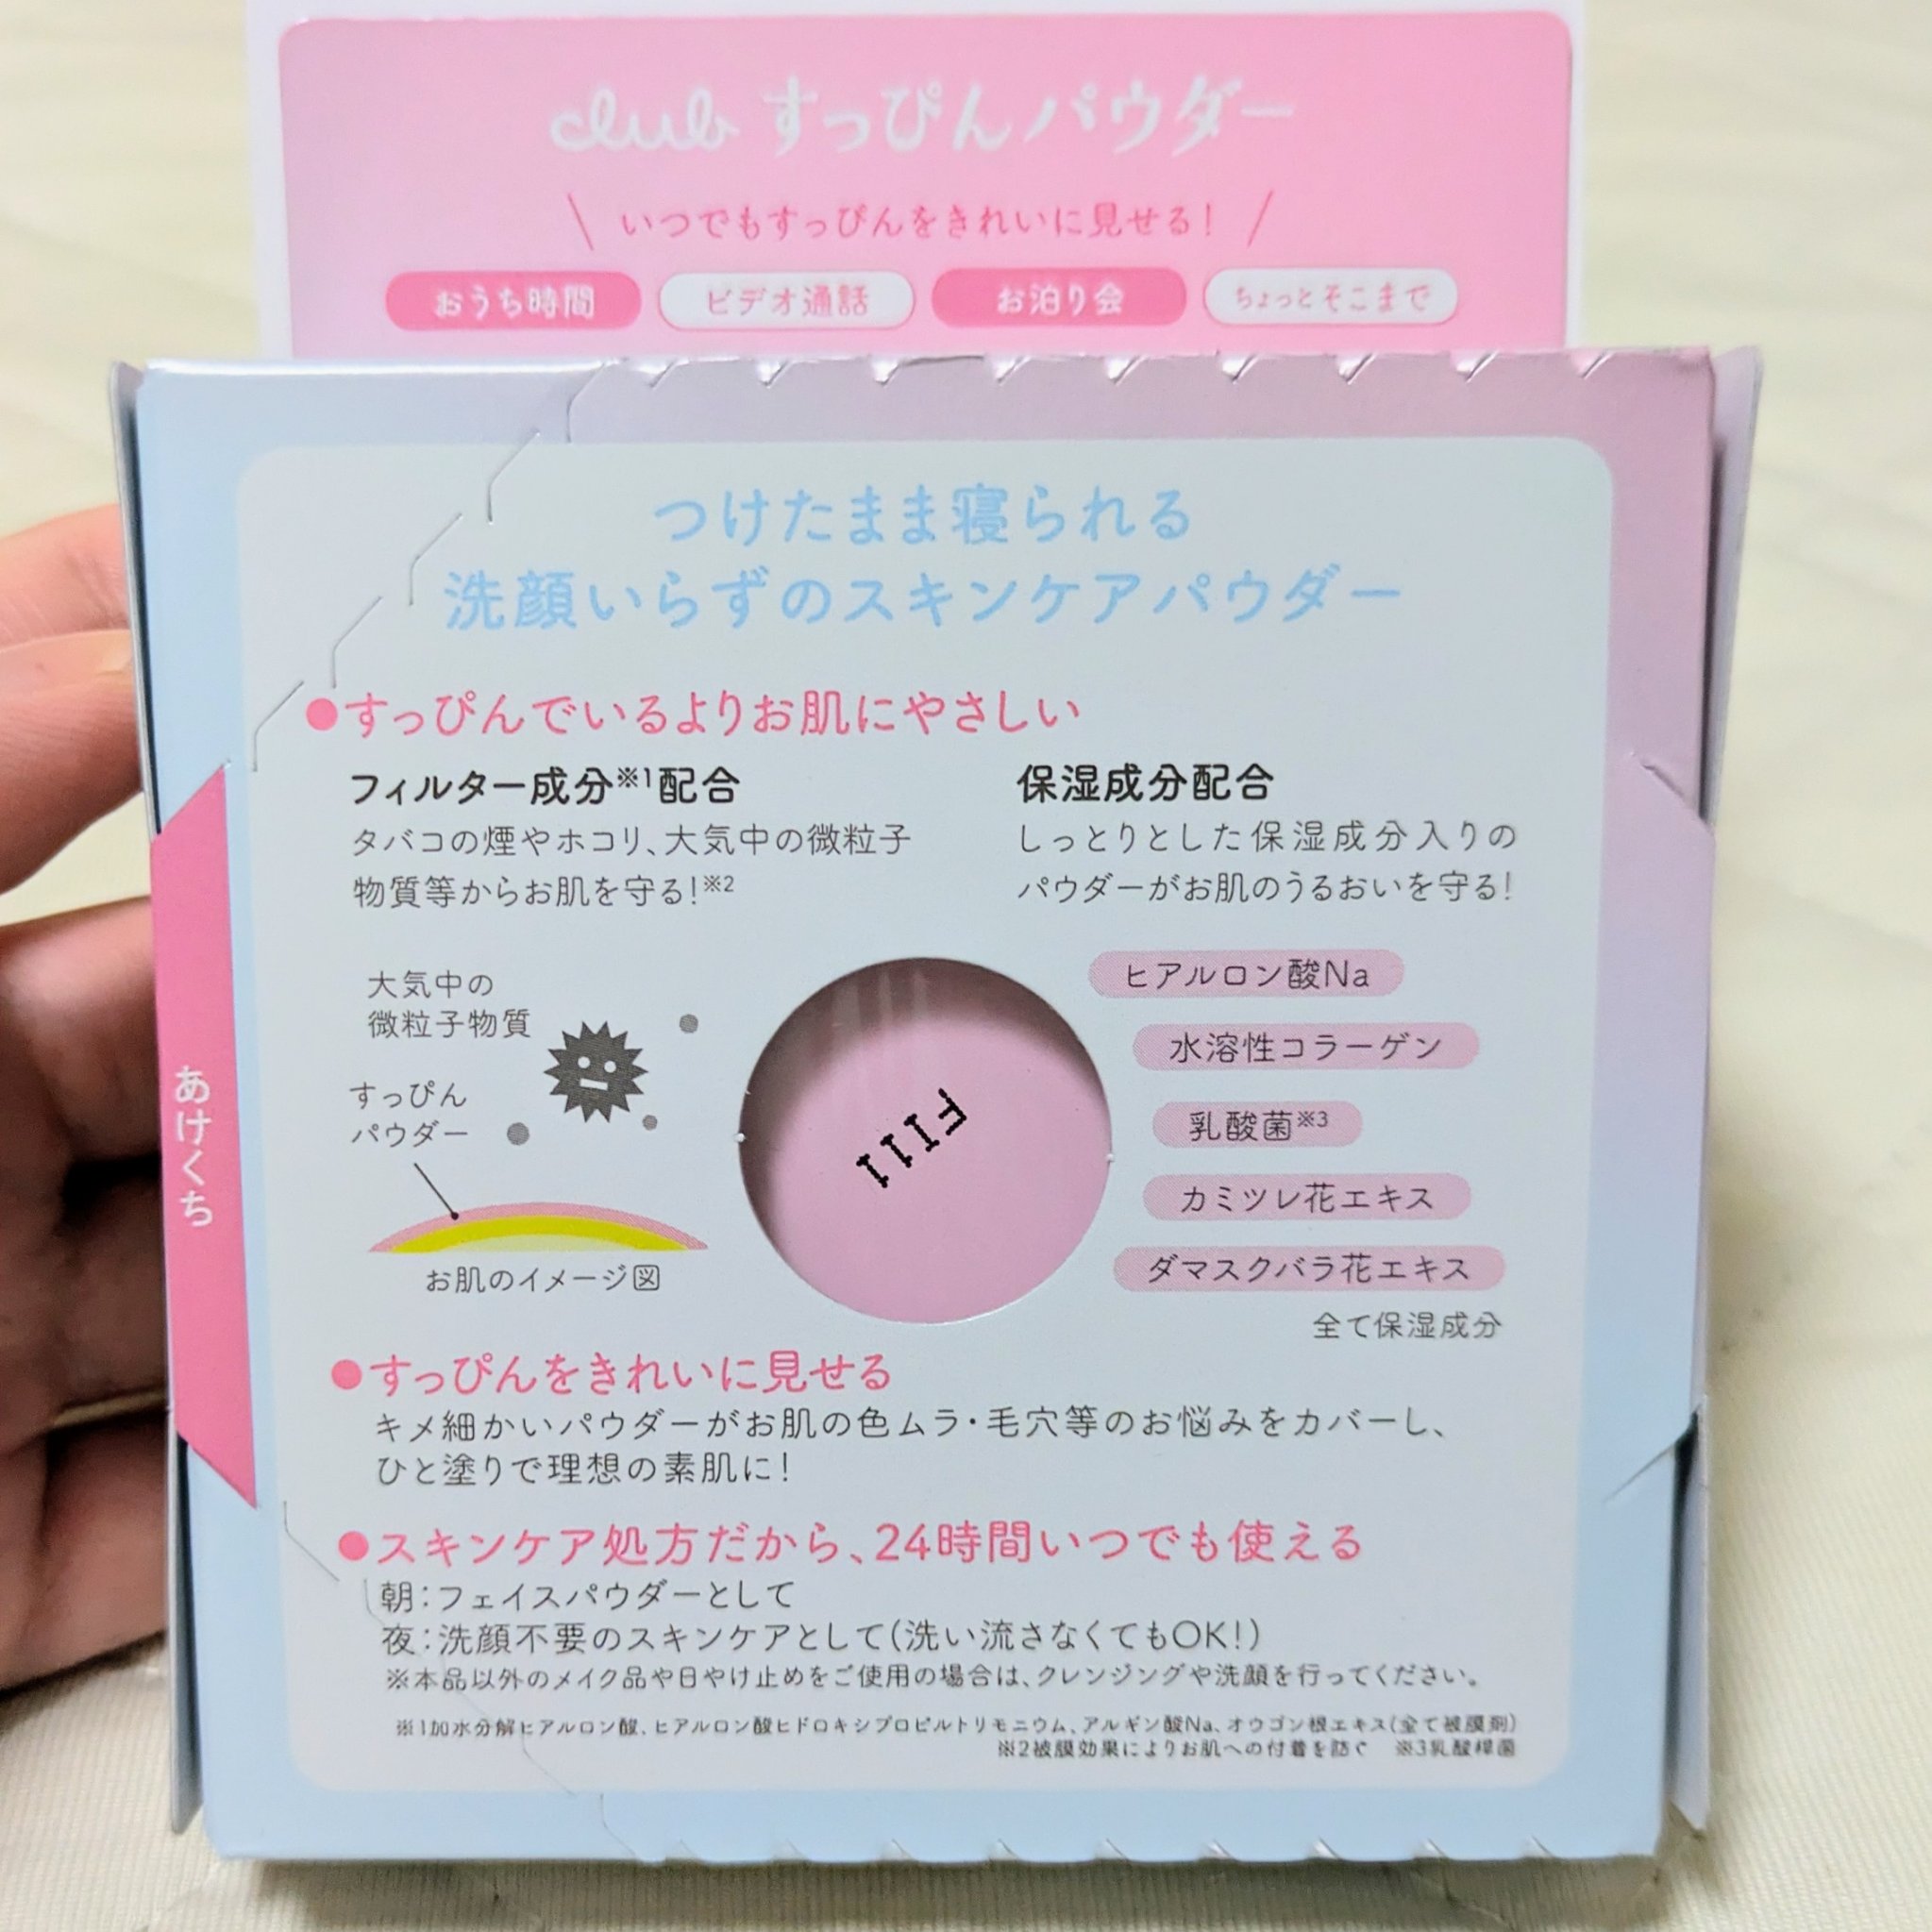 club すっぴんパウダー
いつでもすっぴんをきれいに見せる!
おうち時間 ビデオ通話 お泊り会 ちょっとそこまで
つけたまま寝られる
洗顔いらずのスキンケアパウダー
●すっぴんでいるよりお肌にやさしい
フィルター成分※1配合
タバコの煙やホコリ、大気中の微粒子
物質等からお肌を守る!※2
保湿成分配合
しっとりとした保湿成分入りの
パウダーがお肌のうるおいを守る!
大気中の
微粒子物質
すっぴん
パウダー
お肌のイメージ図
FI11
ヒアルロン酸Na
水溶性コラーゲン
乳酸菌※3
カミツレ花エキス
ダマスクバラ花エキス
全て保湿成分
あけくち
●すっぴんをきれいに見せる
キメ細かいパウダーがお肌の色ムラ・毛穴等のお悩みをカバーし、
ひと塗りで理想の素肌に!
●スキンケア処方だから、24時間いつでも使える
朝:フェイスパウダーとして
夜:洗顔不要のスキンケアとして(洗い流さなくてもOK!)
※本品以外のメイク品や日やけ止めをご使用の場合は、クレンジングや洗顔を行ってください。
※1加水分解ヒアルロン酸、ヒアルロン酸ヒドロキシプロピルトリモニウム、アルギン酸Na、オウゴン根エキス(全て被膜剤)
※2被膜効果によりお肌への付着を防ぐ ※3乳酸桿菌